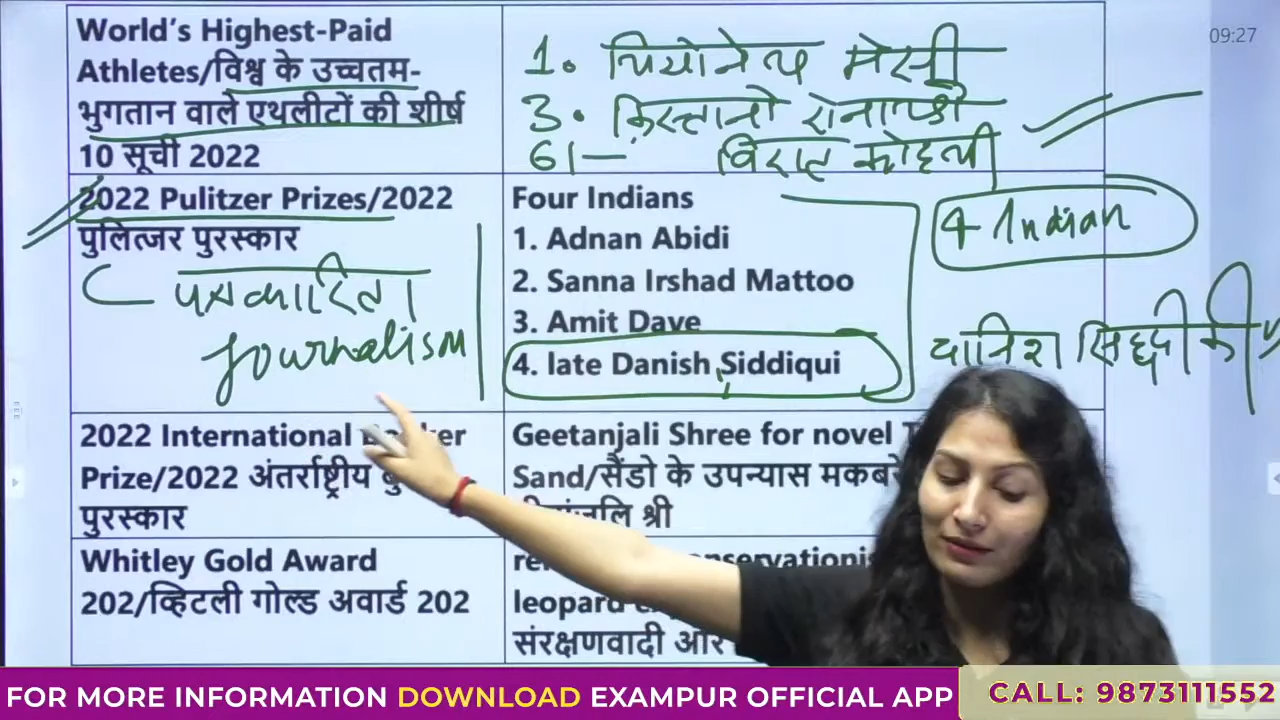 09:27
World's Highest-Paid
Athletes/विश्व के उच्चतम-
भुगतान वाले एथलीटों की शीर्ष
10 सूची 2022
1.
3.
61— विराट कोहली
2022 Pulitzer Prizes/2022
पुलित्जर पुरस्कार
पत्रकारिता
Journalism
Four Indians
1. Adnan Abidi
2. Sanna Irshad Mattoo
3. Amit Dave
4. late Danish Siddiqui
4 Indian
दानिश सिद्दीकी
2022 International
Prize/2022 अंतर्राष्ट्रीय
पुरस्कार
Geetanjali Shree for novel
Sand/सैंडो के उपन्यास मकबरे
श्री
Whitley Gold Award
202/व्हिटली गोल्ड अवार्ड 202
leopard
संरक्षणवादी और
FOR MORE INFORMATION DOWNLOAD EXAMPUR OFFICIAL APP
CALL: 9873111552